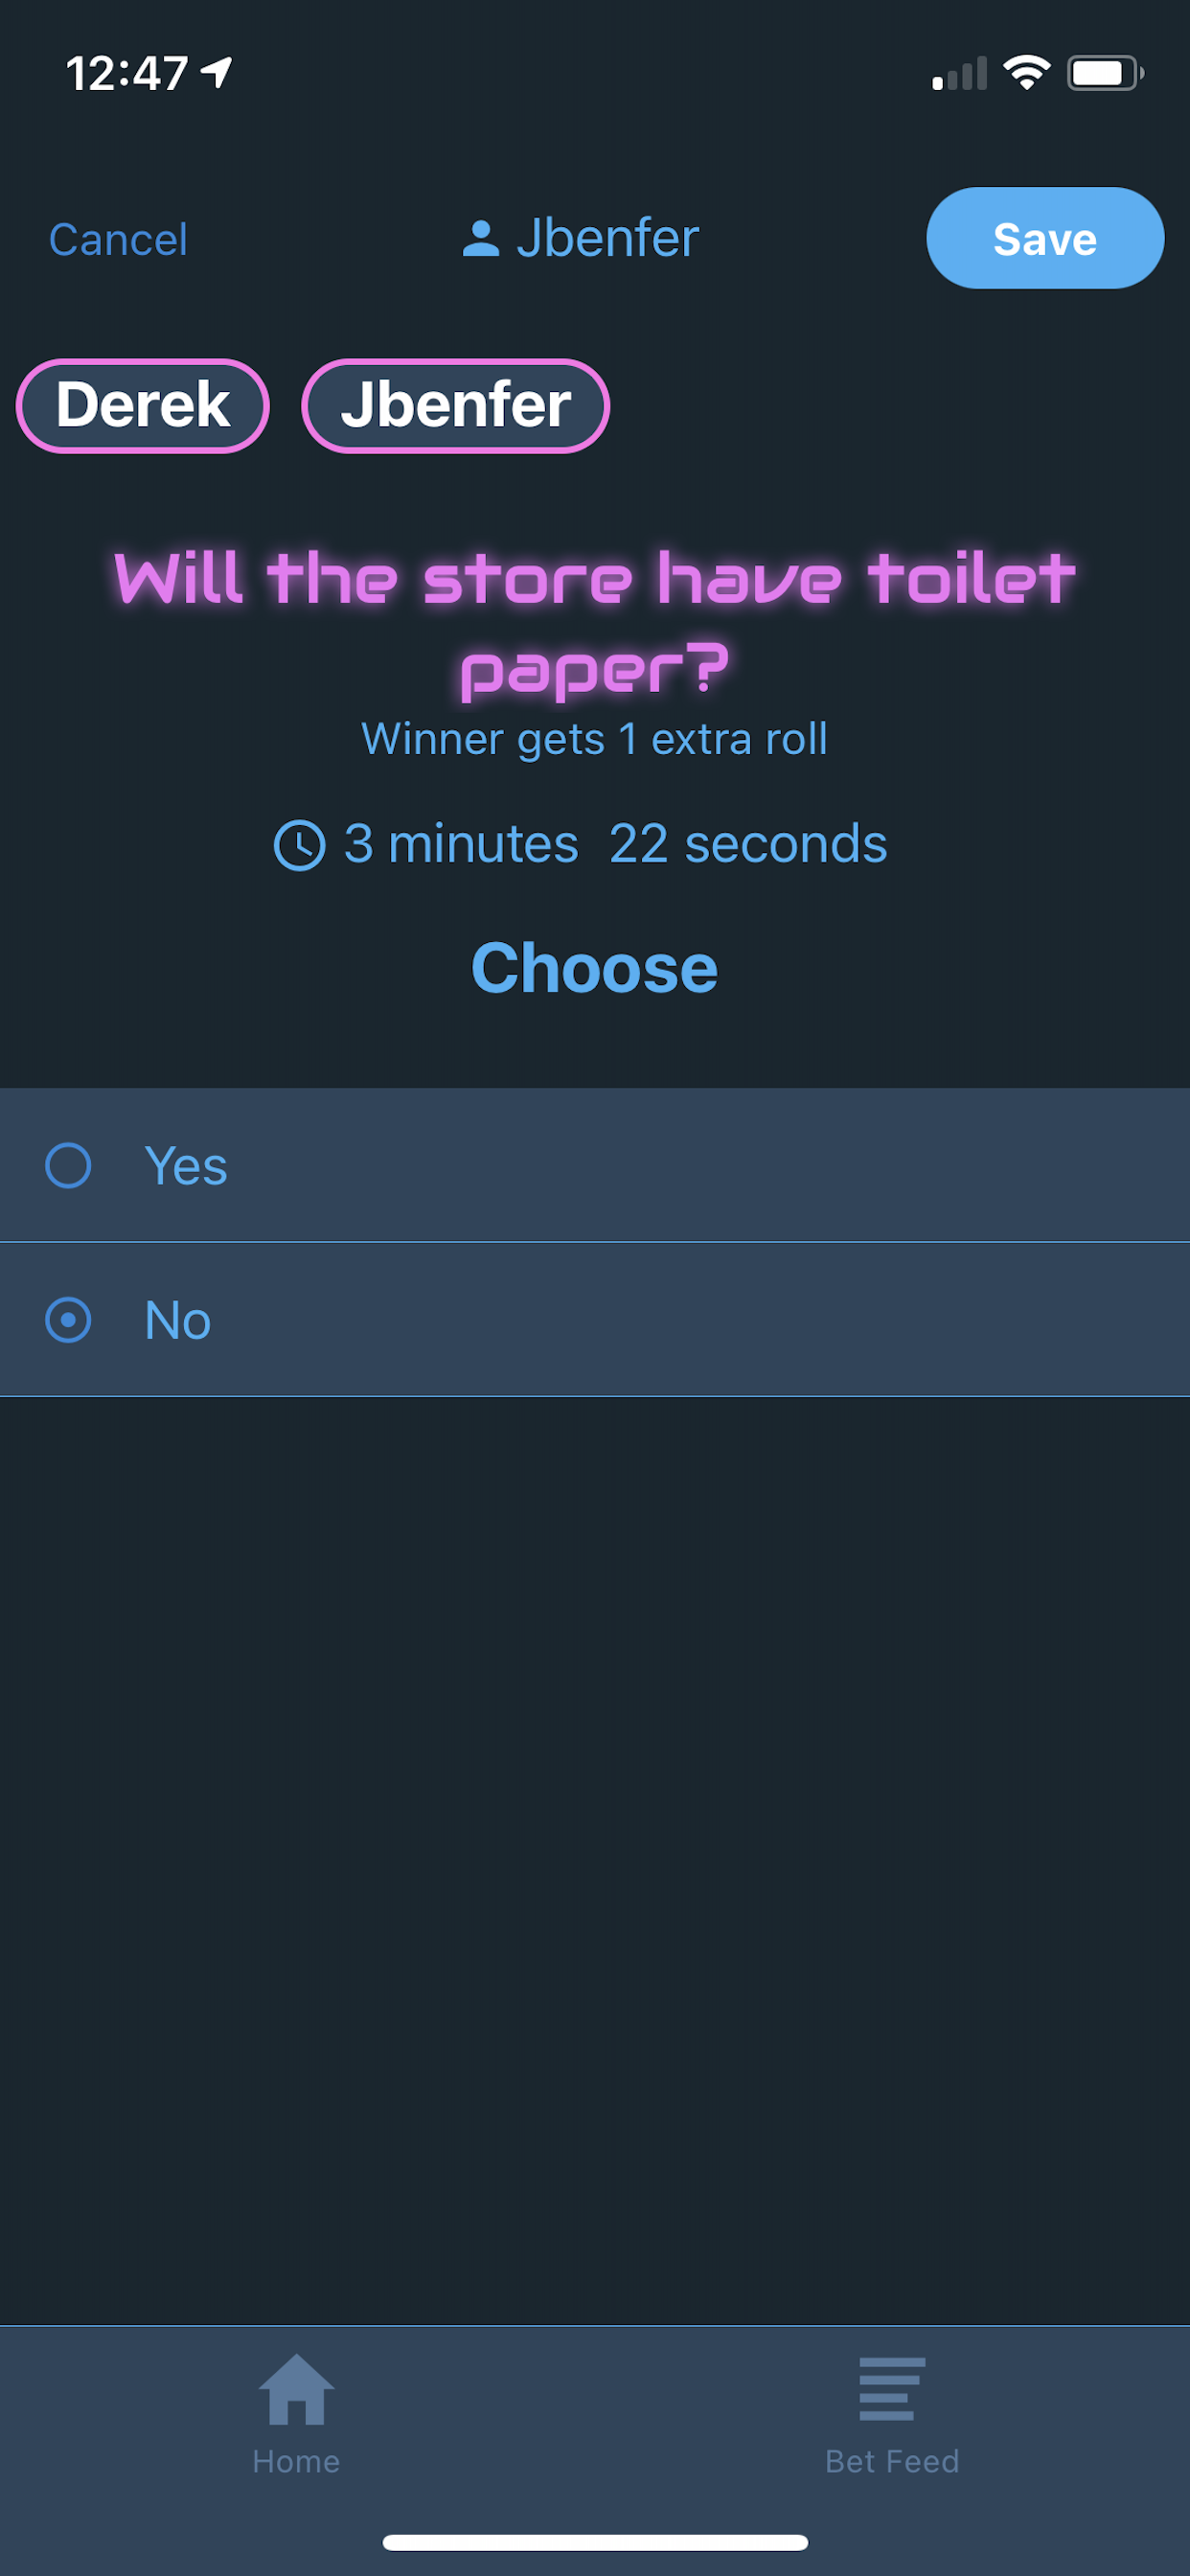 12:47
Cancel
Jbenfer
Save
Derek
Jbenfer
Will the store have toilet
paper?
Winner gets 1 extra roll
3 minutes 22 seconds
Choose
Yes
No
Home
Bet Feed